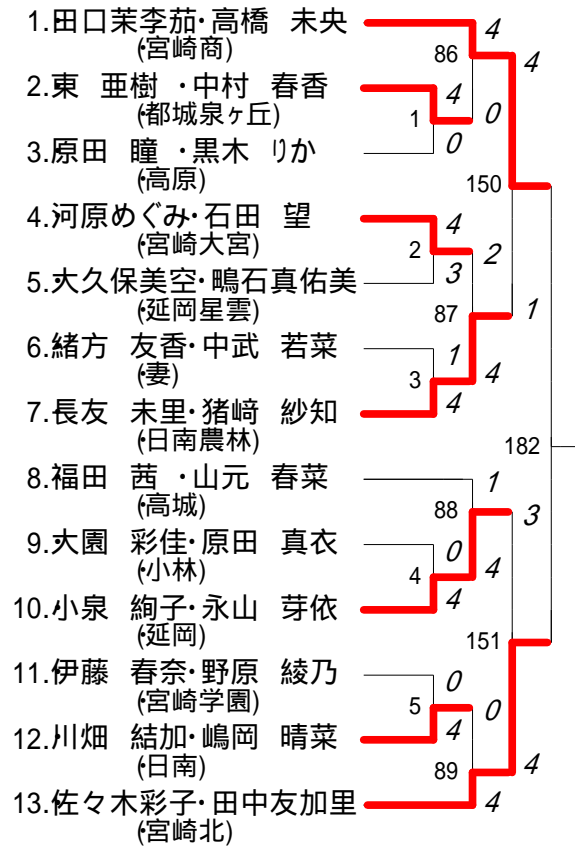 1.田口茉李茄・高橋 未央
(宮崎商)
2.東 亜樹 ・中村 春香
(都城泉ヶ丘)
3.原田 瞳 ・黒木 りか
(高原)
4.河原めぐみ・石田 望
(宮崎大宮)
5.大久保美空・鴫石真佑美
(延岡星雲)
6.緒方 友香・中武 若菜
(妻)
7.長友 未里・猪﨑 紗知
(日南農林)
8.福田 茜 ・山元 春菜
(高城)
9.大園 彩佳・原田 真衣
(小林)
10.小泉 絢子・永山 芽依
(延岡)
11.伊藤 春奈・野原 綾乃
(宮崎学園)
12.川畑 結加・嶋岡 晴菜
(日南)
13.佐々木彩子・田中友加里
(宮崎北)
4
86
4
4
1
0
0
150
4
2
2
3
87
1
1
3
4
4
182
1
88
3
0
4
4
4
151
0
5
0
4
89
4
4